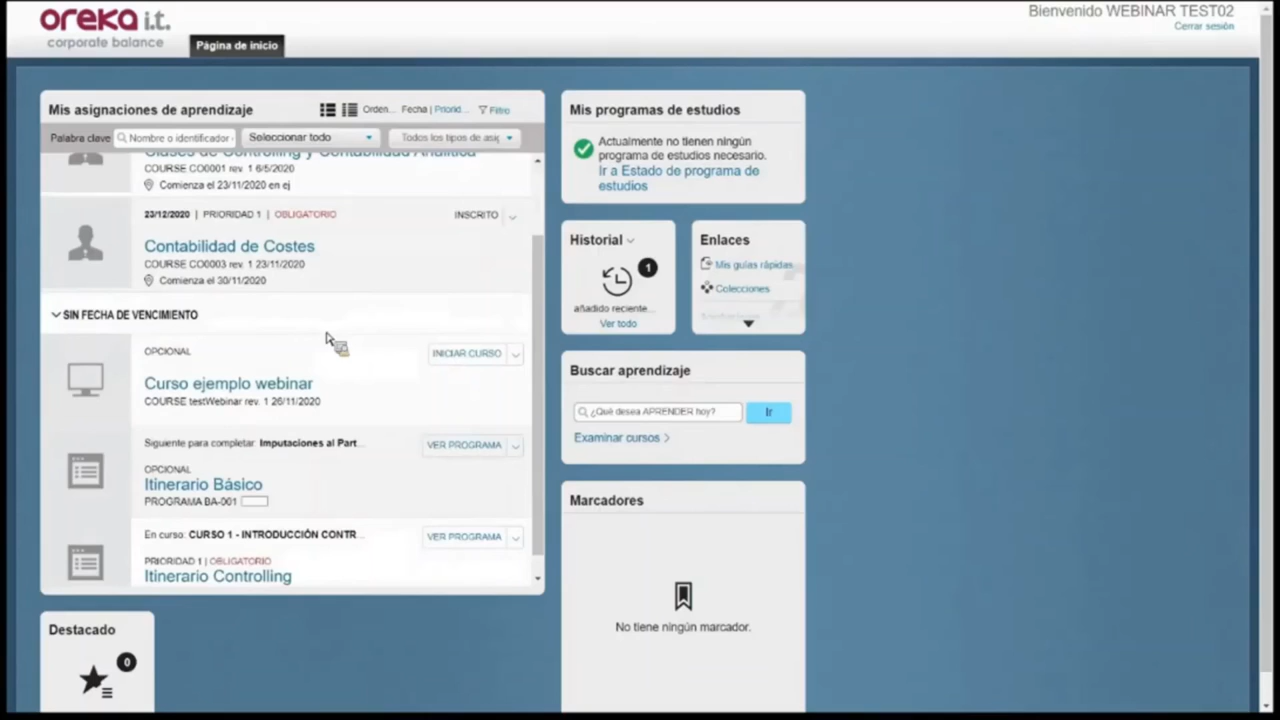 oreka i.t.
corporate balance
Página de inicio
Bienvenido WEBINAR TEST02
Cerrar sesión
Mis asignaciones de aprendizaje
Orden... Fecha | Priorid... Filtro
Palabra clave Nombre o identificador Seleccionar todo Todos los tipos de asig
Clases de Controlling y Contabilidad Analítica
COURSE CO0001 rev. 1 6/5/2020
Comienza el 23/11/2020 en ej
23/12/2020 | PRIORIDAD 1 | OBLIGATORIO INSCRITO
Contabilidad de Costes
COURSE CO0003 rev. 1 23/11/2020
Comienza el 30/11/2020
SIN FECHA DE VENCIMIENTO
OPCIONAL INICIAR CURSO
Curso ejemplo webinar
COURSE testWebinar rev. 1 26/11/2020
Siguiente para completar: Imputaciones al Part... VER PROGRAMA
OPCIONAL
Itinerario Básico
PROGRAMA BA-001
En curso: CURSO 1 - INTRODUCCIÓN CONTR... VER PROGRAMA
PRIORIDAD 1 | OBLIGATORIO
Itinerario Controlling
Destacado
0
Mis programas de estudios
Actualmente no tienen ningún
programa de estudios necesario.
Ir a Estado de programa de
estudios
Historial
1
añadido reciente...
Ver todo
Enlaces
Mis guías rápidas
Colecciones
Buscar aprendizaje
¿Qué desea APRENDER hoy? Ir
Examinar cursos
Marcadores
No tiene ningún marcador.